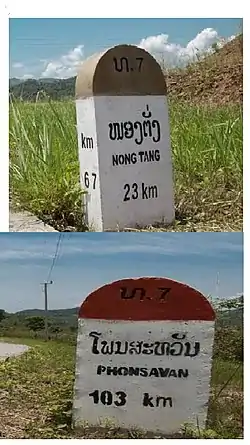 ທ. 7
ໜອງຕັ່ງ
NONG TANG
23 km
km
67
ທ. 7
ໂພນສະຫວັນ
PHONSAVAN
103 km